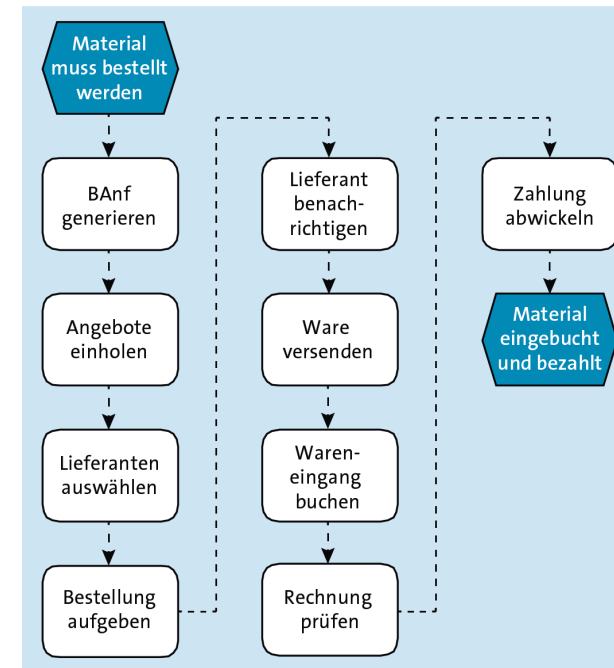 Material
muss bestellt
werden
BAnf
generieren
Angebote
einholen
Lieferanten
auswählen
Bestellung
aufgeben
Lieferant
benach-
richtigen
Ware
versenden
Waren-
eingang
buchen
Rechnung
prüfen
Zahlung
abwickeln
Material
eingebucht
und bezahlt